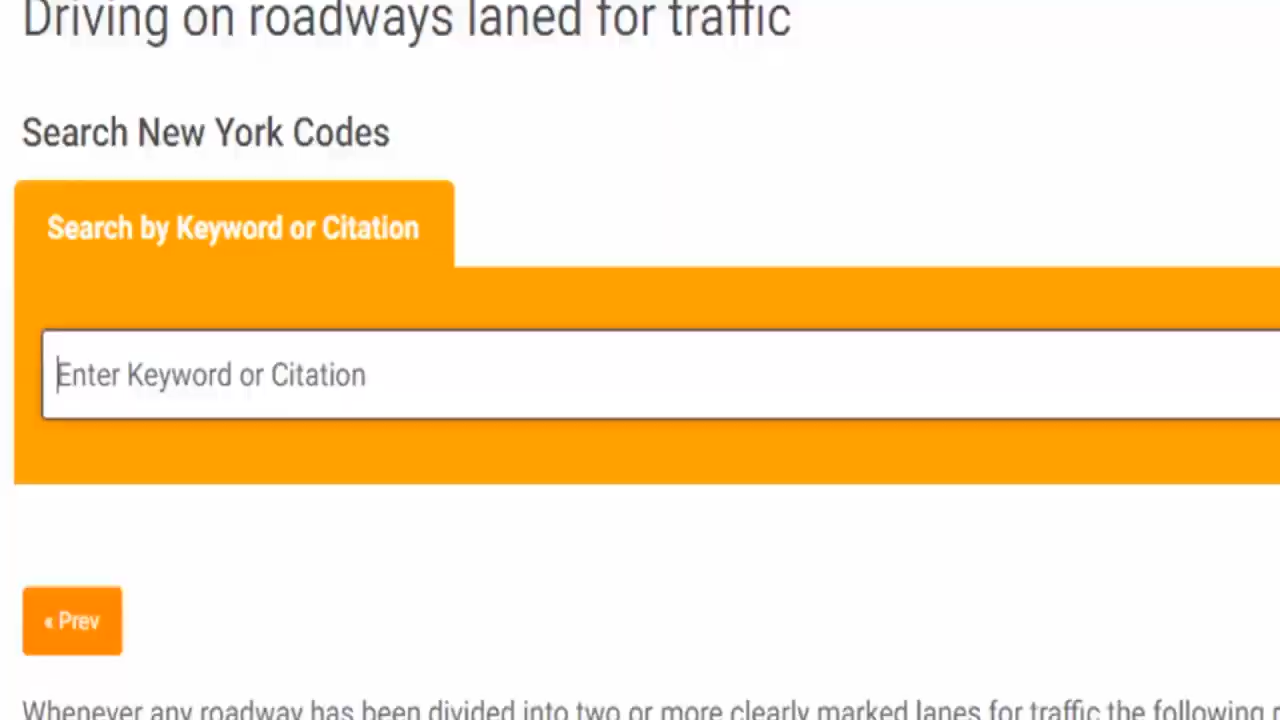 Driving on roadways laned for traffic
Search New York Codes
Search by Keyword or Citation
Enter Keyword or Citation
« Prev
Whenever any roadway has been divided into two or more clearly marked lanes for traffic the following